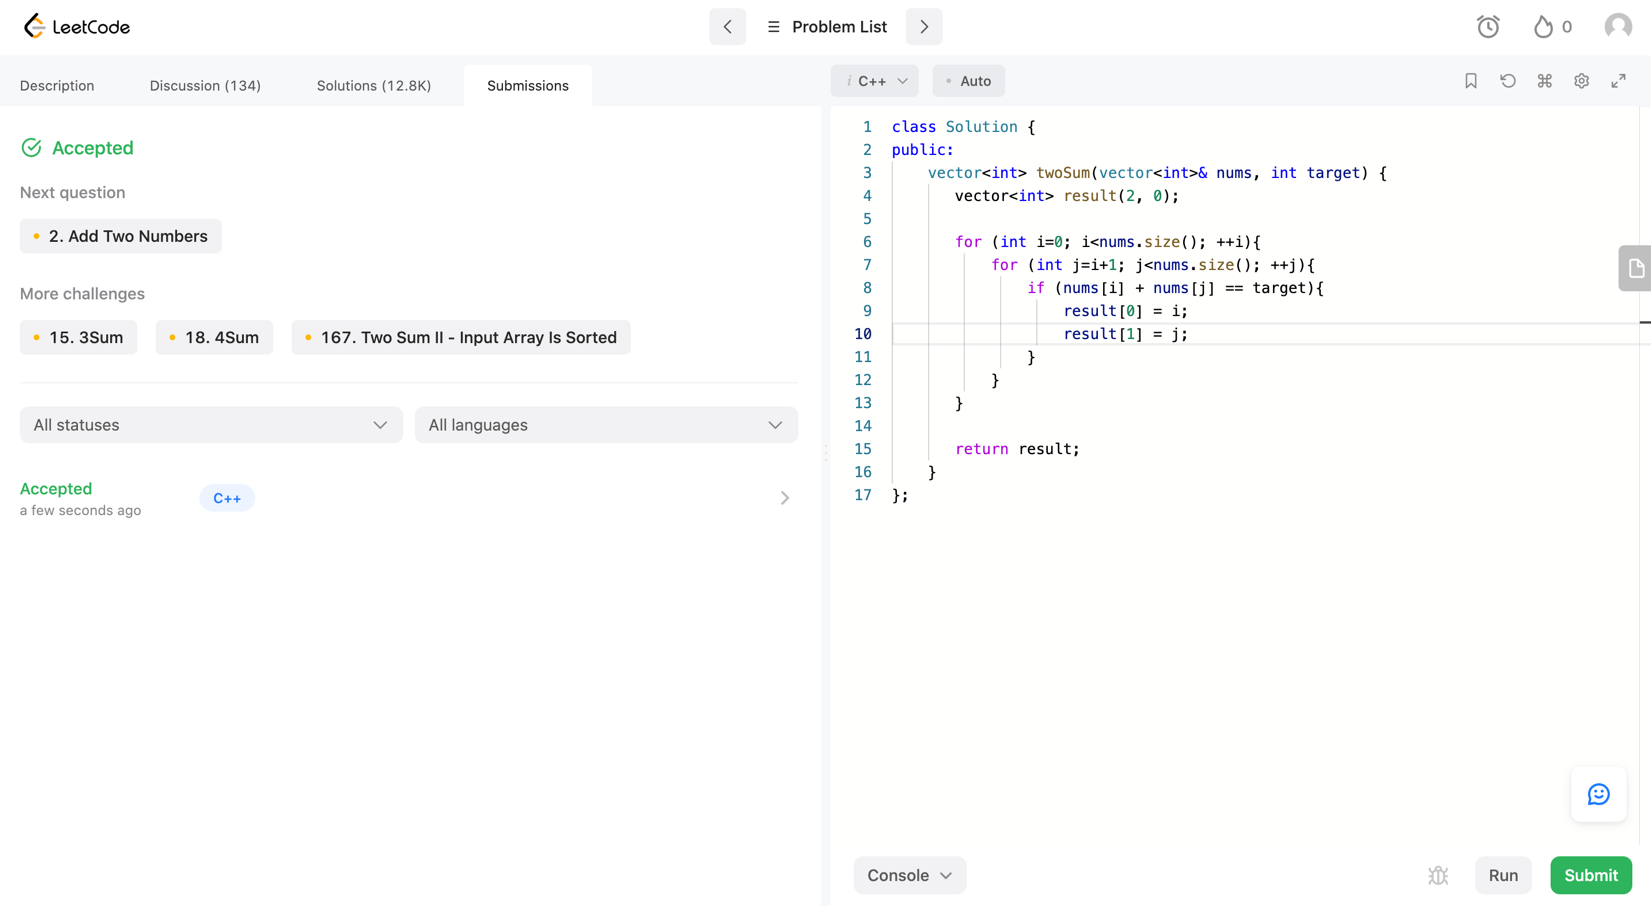 LeetCode
Problem List
0
Description
Discussion (134)
Solutions (12.8K)
Submissions
Accepted
Next question
2. Add Two Numbers
More challenges
15. 3Sum
18. 4Sum
167. Two Sum II - Input Array Is Sorted
All statuses
All languages
Accepted
a few seconds ago
C++
i C++
Auto
1 class Solution {
2 public:
3     vector<int> twoSum(vector<int>& nums, int target) {
4        vector<int> result(2, 0);
5
6        for (int i=0; i<nums.size(); ++i){
7            for (int j=i+1; j<nums.size(); ++j){
8                if (nums[i] + nums[j] == target){
9                    result[0] = i;
10                    result[1] = j;
11                }
12            }
13        }
14
15        return result;
16     }
17 };
Console
Run
Submit